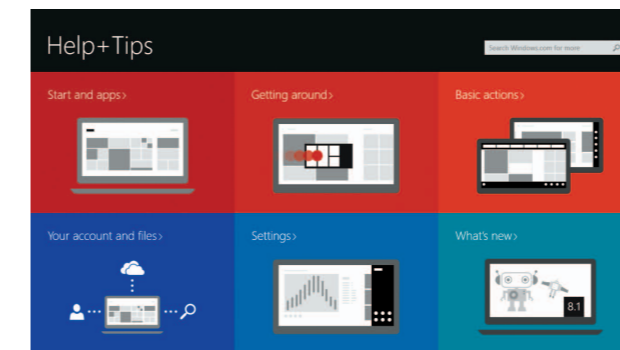 Help+Tips
Search Windows.com for more
Start and apps›
Getting around›
Basic actions›
Your account and files›
Settings›
What's new›
8.1